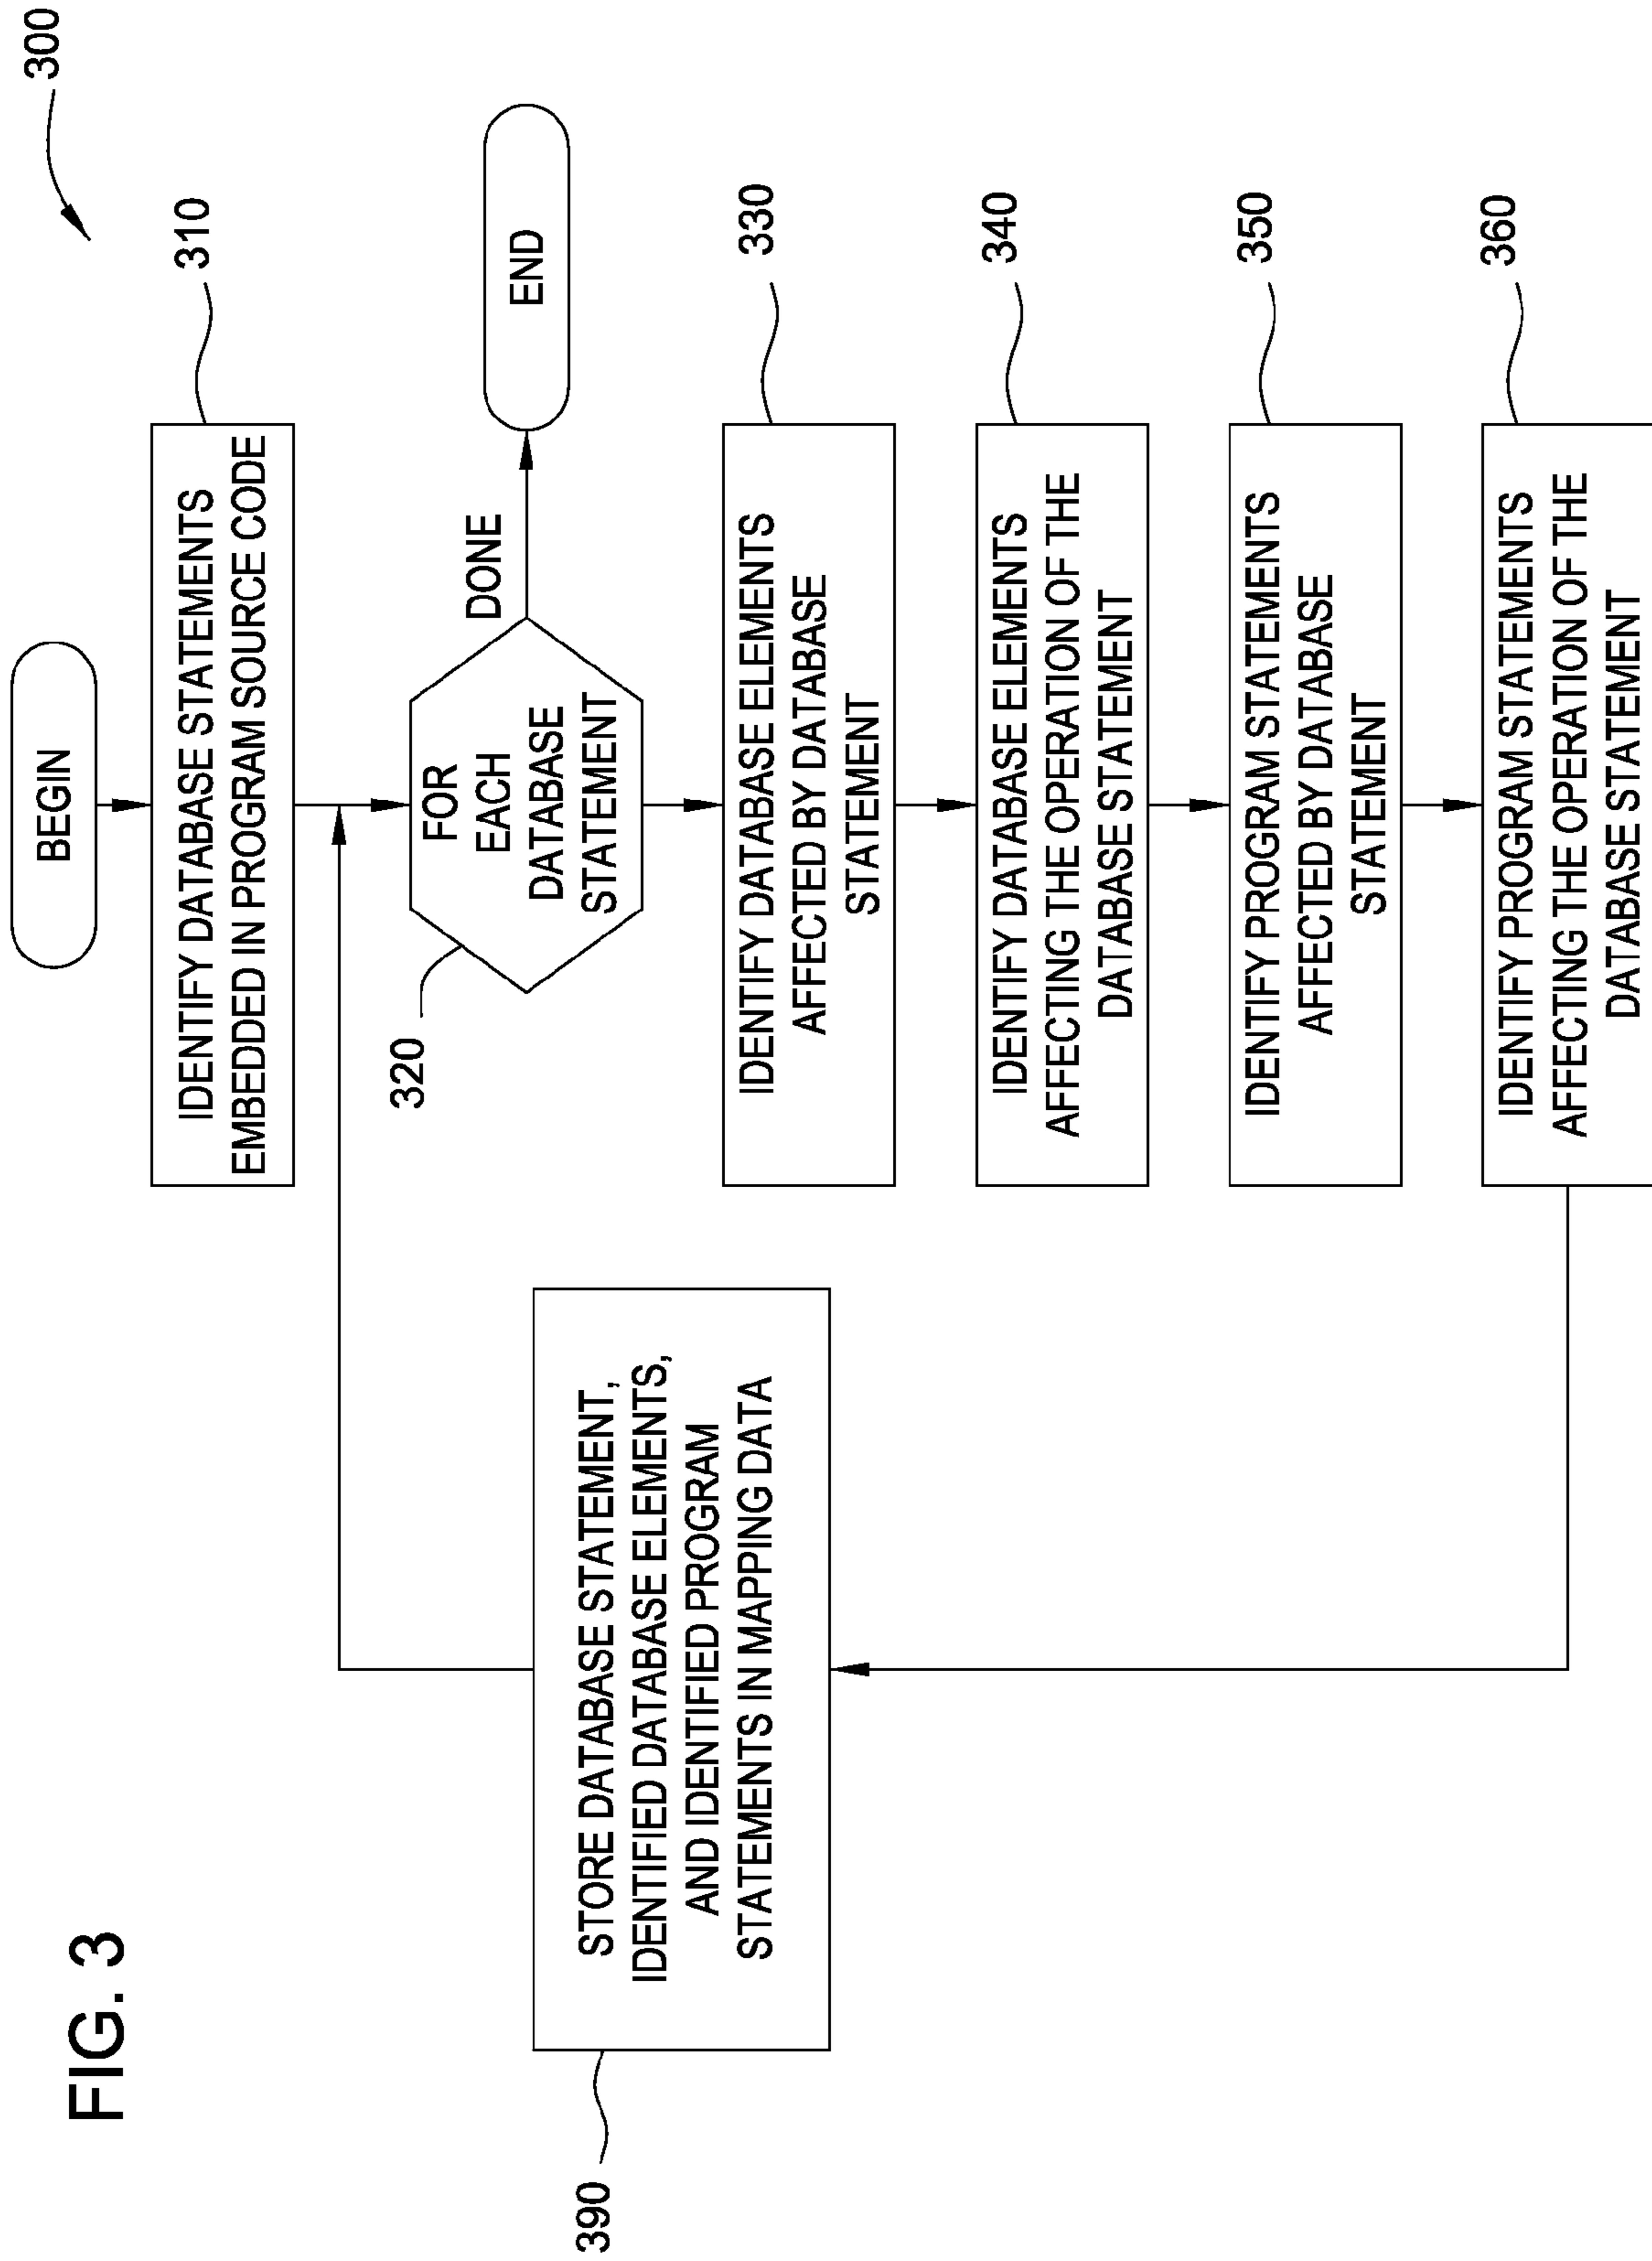 FIG. 3
300
BEGIN
IDENTIFY DATABASE STATEMENTS
EMBEDDED IN PROGRAM SOURCE CODE
310
320
FOR
EACH
DATABASE
STATEMENT
DONE
END
IDENTIFY DATABASE ELEMENTS
AFFECTED BY DATABASE
STATEMENT
330
IDENTIFY DATABASE ELEMENTS
AFFECTING THE OPERATION OF THE
DATABASE STATEMENT
340
IDENTIFY PROGRAM STATEMENTS
AFFECTED BY DATABASE
STATEMENT
350
IDENTIFY PROGRAM STATEMENTS
AFFECTING THE OPERATION OF THE
DATABASE STATEMENT
360
STORE DATABASE STATEMENT,
IDENTIFIED DATABASE ELEMENTS,
AND IDENTIFIED PROGRAM
STATEMENTS IN MAPPING DATA
390